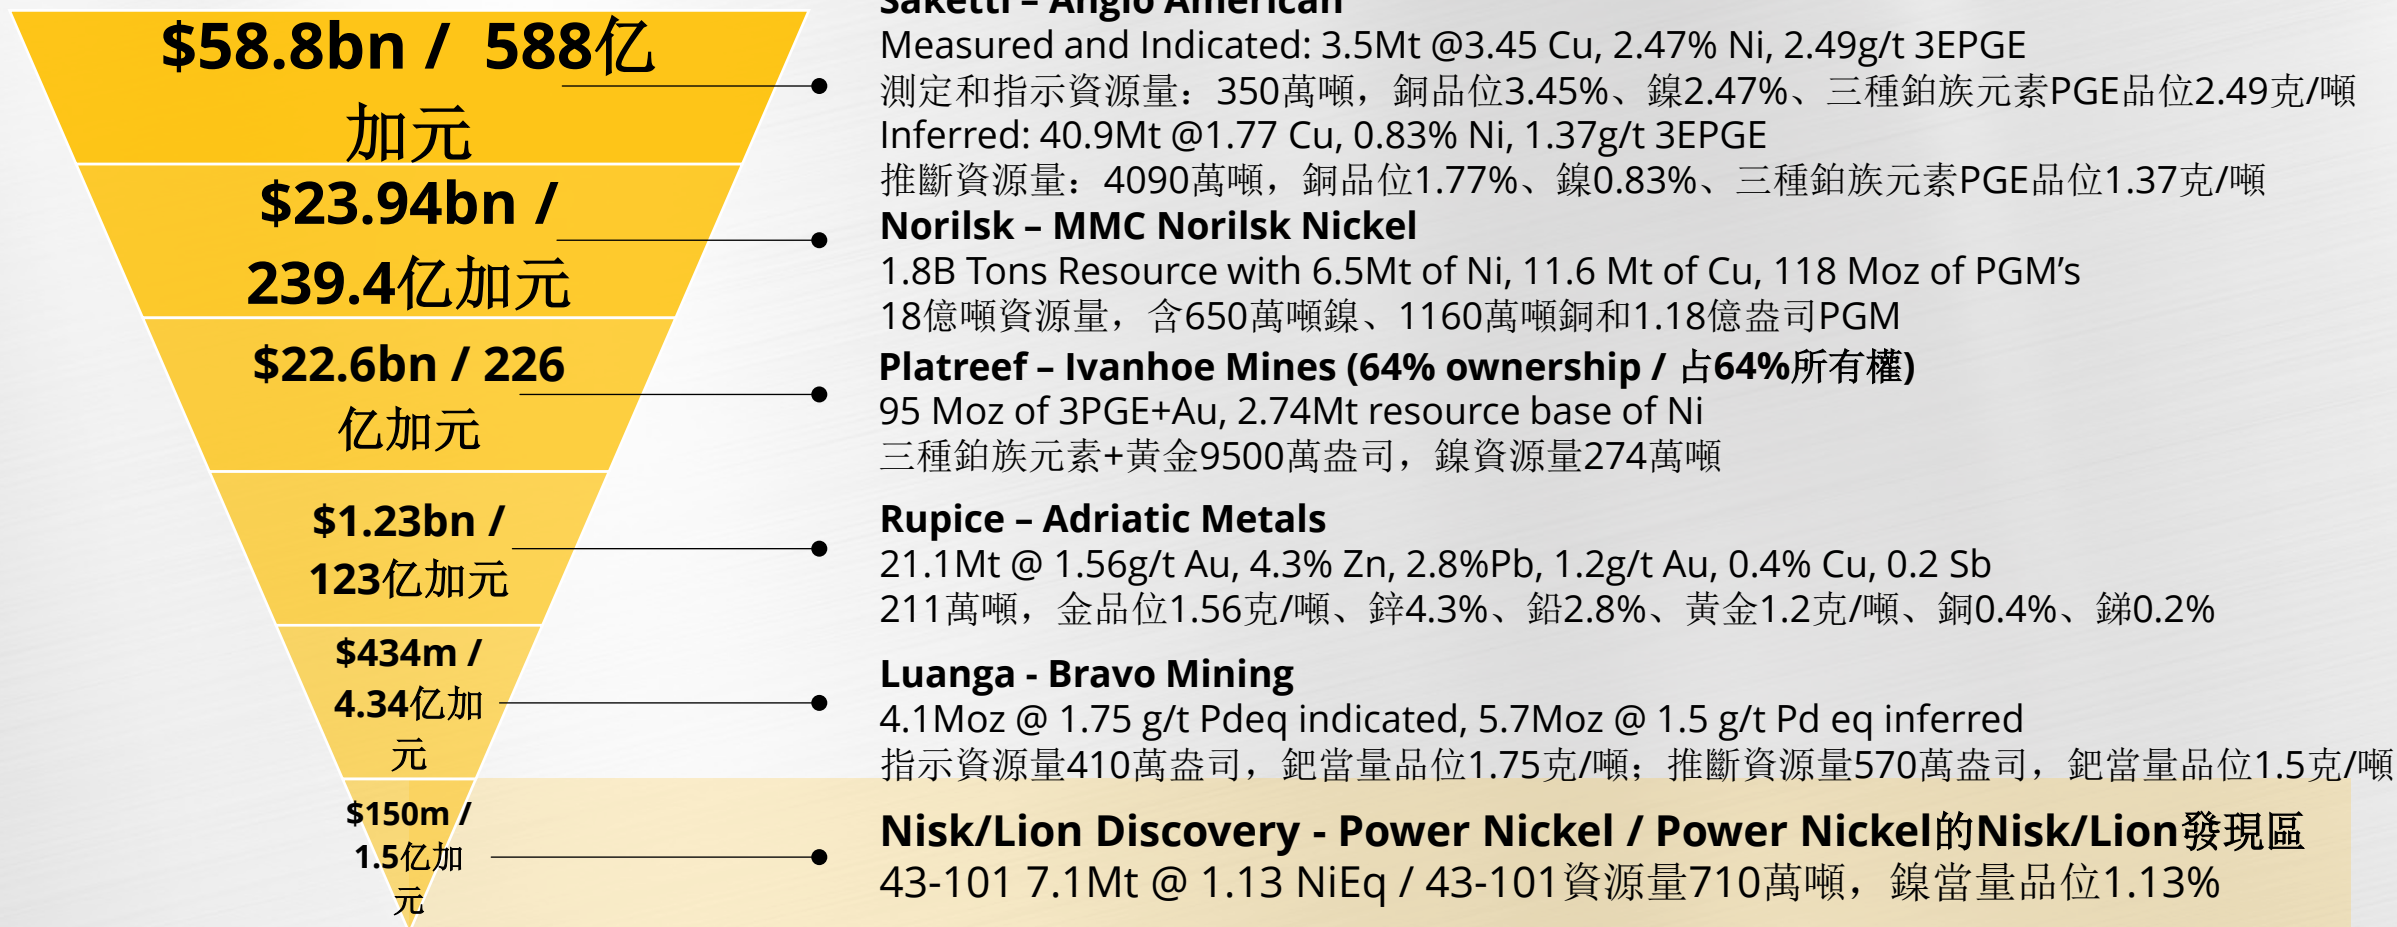 $58.8bn / 588亿
加元
Saketti – Anglo American
Measured and Indicated: 3.5Mt @3.45 Cu, 2.47% Ni, 2.49g/t 3EPGE
測定和指示資源量：350萬噸，銅品位3.45%、鎳2.47%、三種鉑族元素PGE品位2.49克/噸
Inferred: 40.9Mt @1.77 Cu, 0.83% Ni, 1.37g/t 3EPGE
推斷資源量：4090萬噸，銅品位1.77%、鎳0.83%、三種鉑族元素PGE品位1.37克/噸
$23.94bn /
239.4亿加元
Norilsk – MMC Norilsk Nickel
1.8B Tons Resource with 6.5Mt of Ni, 11.6 Mt of Cu, 118 Moz of PGM’s
18億噸資源量，含650萬噸鎳、1160萬噸銅和1.18億盎司PGM
$22.6bn / 226
亿加元
Platreef – Ivanhoe Mines (64% ownership / 占64%所有權)
95 Moz of 3PGE+Au, 2.74Mt resource base of Ni
三種鉑族元素+黃金9500萬盎司，鎳資源量274萬噸
$1.23bn /
123亿加元
Rupice – Adriatic Metals
21.1Mt @ 1.56g/t Au, 4.3% Zn, 2.8%Pb, 1.2g/t Au, 0.4% Cu, 0.2 Sb
211萬噸，金品位1.56克/噸、鋅4.3%、鉛2.8%、黃金1.2克/噸、銅0.4%、銻0.2%
$434m /
4.34亿加
元
Luanga - Bravo Mining
4.1Moz @ 1.75 g/t Pdeq indicated, 5.7Moz @ 1.5 g/t Pd eq inferred
指示資源量410萬盎司，鈀當量品位1.75克/噸；推斷資源量570萬盎司，鈀當量品位1.5克/噸
$150m /
1.5亿加
元
Nisk/Lion Discovery - Power Nickel / Power Nickel的Nisk/Lion發現區
43-101 7.1Mt @ 1.13 NiEq / 43-101資源量710萬噸，鎳當量品位1.13%